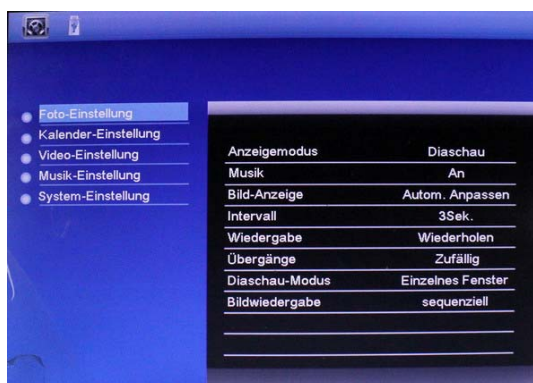 Foto-Einstellung
Kalender-Einstellung
Video-Einstellung
Musik-Einstellung
System-Einstellung
Anzeigemodus Diaschau
Musik An
Bild-Anzeige Autom. Anpassen
Intervall 3Sek.
Wiedergabe Wiederholen
Übergänge Zufällig
Diaschau-Modus Einzelnes Fenster
Bildwiedergabe sequenziell